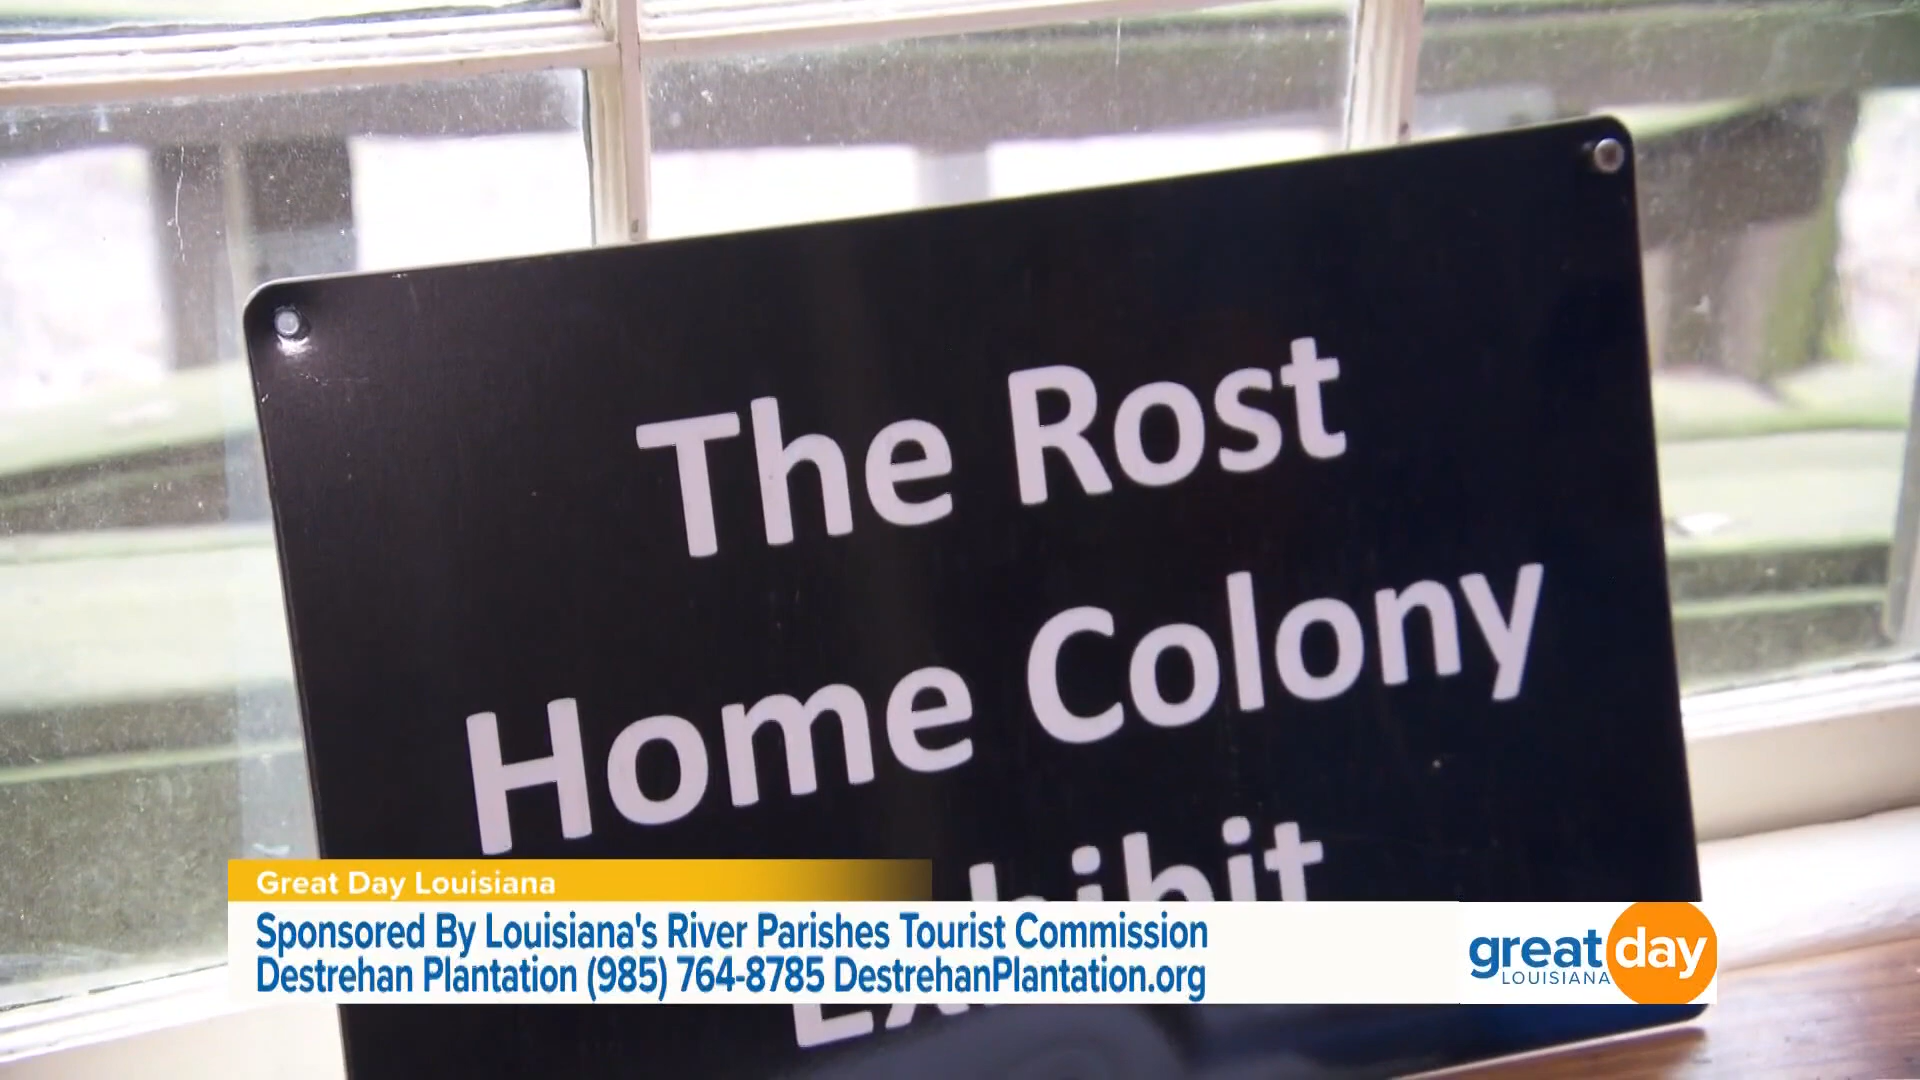 The Rost
Home Colony
Exhibit
Great Day Louisiana
Sponsored By Louisiana's River Parishes Tourist Commission
Destrehan Plantation (985) 764-8785 DestrehanPlantation.org
great day
LOUISIANA